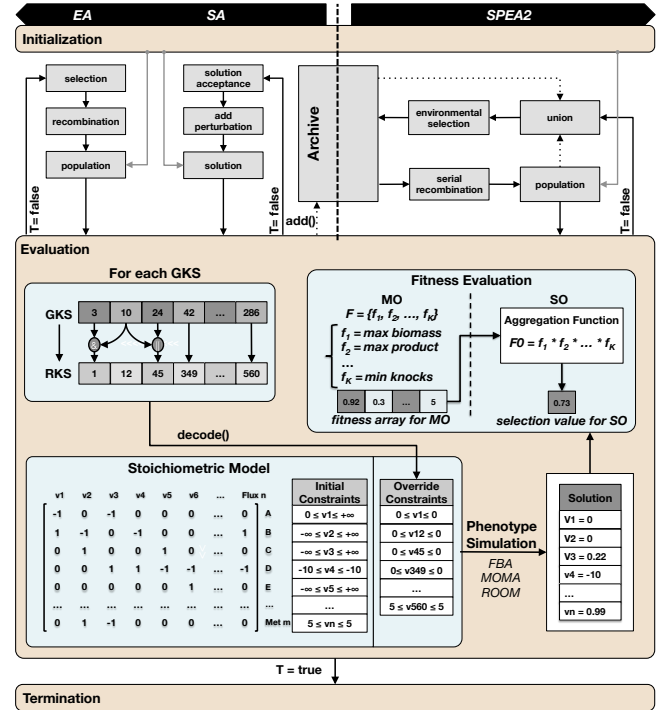 EA SA SPEA2
Initialization
selection
recombination
population
solution
acceptance
add
perturbation
solution
Archive
environmental
selection
union
serial
recombination
population
T= false
T= false
add()
T= false
Evaluation
For each GKS
GKS 3 10 24 42 ... 286
RKS 1 12 45 349 ... 560
decode()
Fitness Evaluation
MO
F = {f1, f2, ..., fK}
f1 = max biomass
f2 = max product
...
fK = min knocks
0.92 0.3 ... 5
fitness array for MO
SO
Aggregation Function
F0 = f1 * f2 * ... * fK
0.73
selection value for SO
Stoichiometric Model
v1 v2 v3 v4 v5 v6 ... Flux n
-1 0 -1 0 0 0 ... 0 A
1 -1 0 -1 0 0 ... 1 B
0 1 0 0 1 0 ... 0 C
0 0 1 1 -1 -1 ... -1 D
0 0 0 0 0 1 ... 0 E
... ... ... ... ... ... ... ... ...
0 1 -1 0 0 0 ... 0 Met m
Initial
Constraints
0 ≤ v1≤ +∞
-∞ ≤ v2 ≤ +∞
-∞ ≤ v3 ≤ +∞
-10 ≤ v4 ≤ -10
-∞ ≤ v5 ≤ +∞
...
5 ≤ vn ≤ 5
Override
Constraints
0 ≤ v1≤ 0
0 ≤ v12 ≤ 0
0 ≤ v45 ≤ 0
0≤ v349 ≤ 0
...
5 ≤ v560 ≤ 5
Phenotype
Simulation
FBA
MOMA
ROOM
Solution
V1 = 0
V2 = 0
V3 = 0.22
v4 = -10
...
vn = 0.99
T = true
Termination